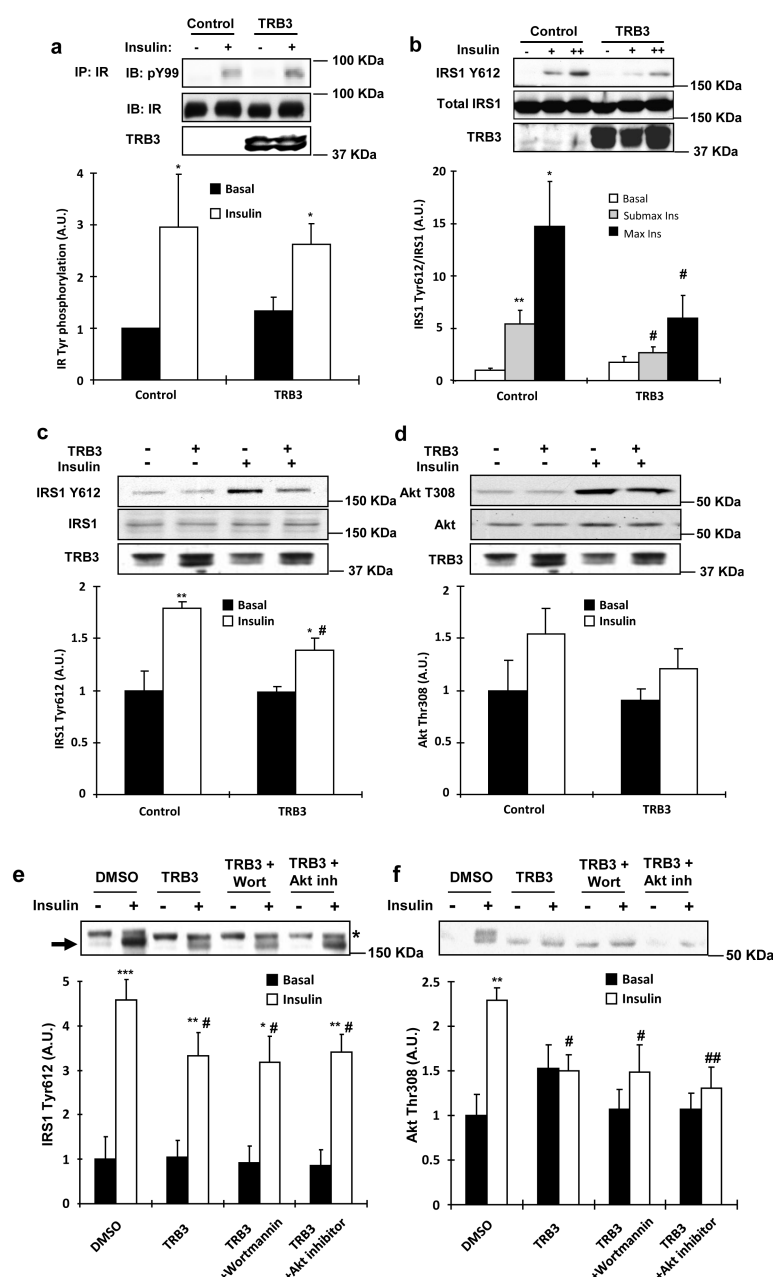 a
Control TRB3
Insulin: - + - +
IP: IR IB: pY99 100 KDa
IB: IR 100 KDa
TRB3 37 KDa
IR Tyr phosphorylation (A.U.)
Basal
Insulin
5
4
3
2
1
0
* *
Control TRB3
b
Control TRB3
Insulin - + ++ - + ++
IRS1 Y612 150 KDa
Total IRS1 150 KDa
TRB3 37 KDa
IRS1 Tyr612/IRS1 (A.U.)
Basal
Submax Ins
Max Ins
20
15
10
5
0
** * # #
Control TRB3
c
TRB3 - + - +
Insulin - - + +
IRS1 Y612 150 KDa
IRS1 150 KDa
TRB3 37 KDa
IRS1 Tyr612 (A.U.)
Basal
Insulin
2
1.5
1
0.5
0
** * #
Control TRB3
d
TRB3 - + - +
Insulin - - + +
Akt T308 50 KDa
Akt 50 KDa
TRB3 37 KDa
Akt Thr308 (A.U.)
Basal
Insulin
2
1.5
1
0.5
0
Control TRB3
e
DMSO TRB3 TRB3 + Wort TRB3 + Akt inh
Insulin - + - + - + - +
*
150 KDa
IRS1 Tyr612 (A.U.)
Basal
Insulin
5
4
3
2
1
0
*** ** # * # ** #
DMSO
TRB3
TRB3 +Wortmannin
TRB3 +Akt inhibitor
f
DMSO TRB3 TRB3 + Wort TRB3 + Akt inh
Insulin - + - + - + - +
50 KDa
Akt Thr308 (A.U.)
Basal
Insulin
2.5
2
1.5
1
0.5
0
** # # ##
DMSO
TRB3
TRB3 +Wortmannin
TRB3 +Akt inhibitor